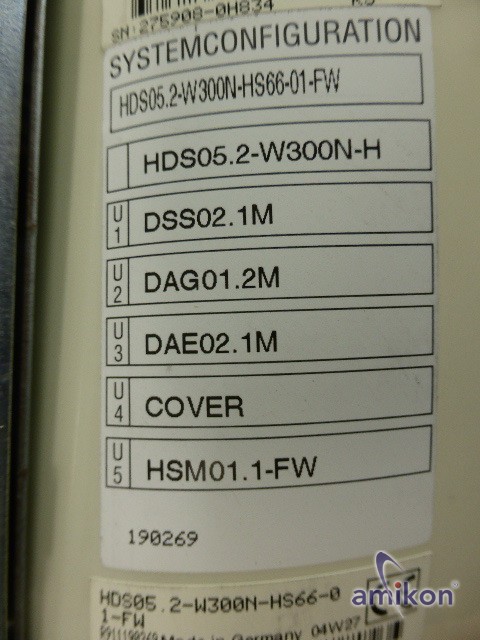 SN:275908-0H834
SYSTEMCONFIGURATION
HDS05.2-W300N-HS66-01-FW
HDS05.2-W300N-H
U1 DSS02.1M
U2 DAG01.2M
U3 DAE02.1M
U4 COVER
U5 HSM01.1-FW
190269
HDS05.2-W300N-HS66-0
1-FW
Made in Germany 04W27
amikon®